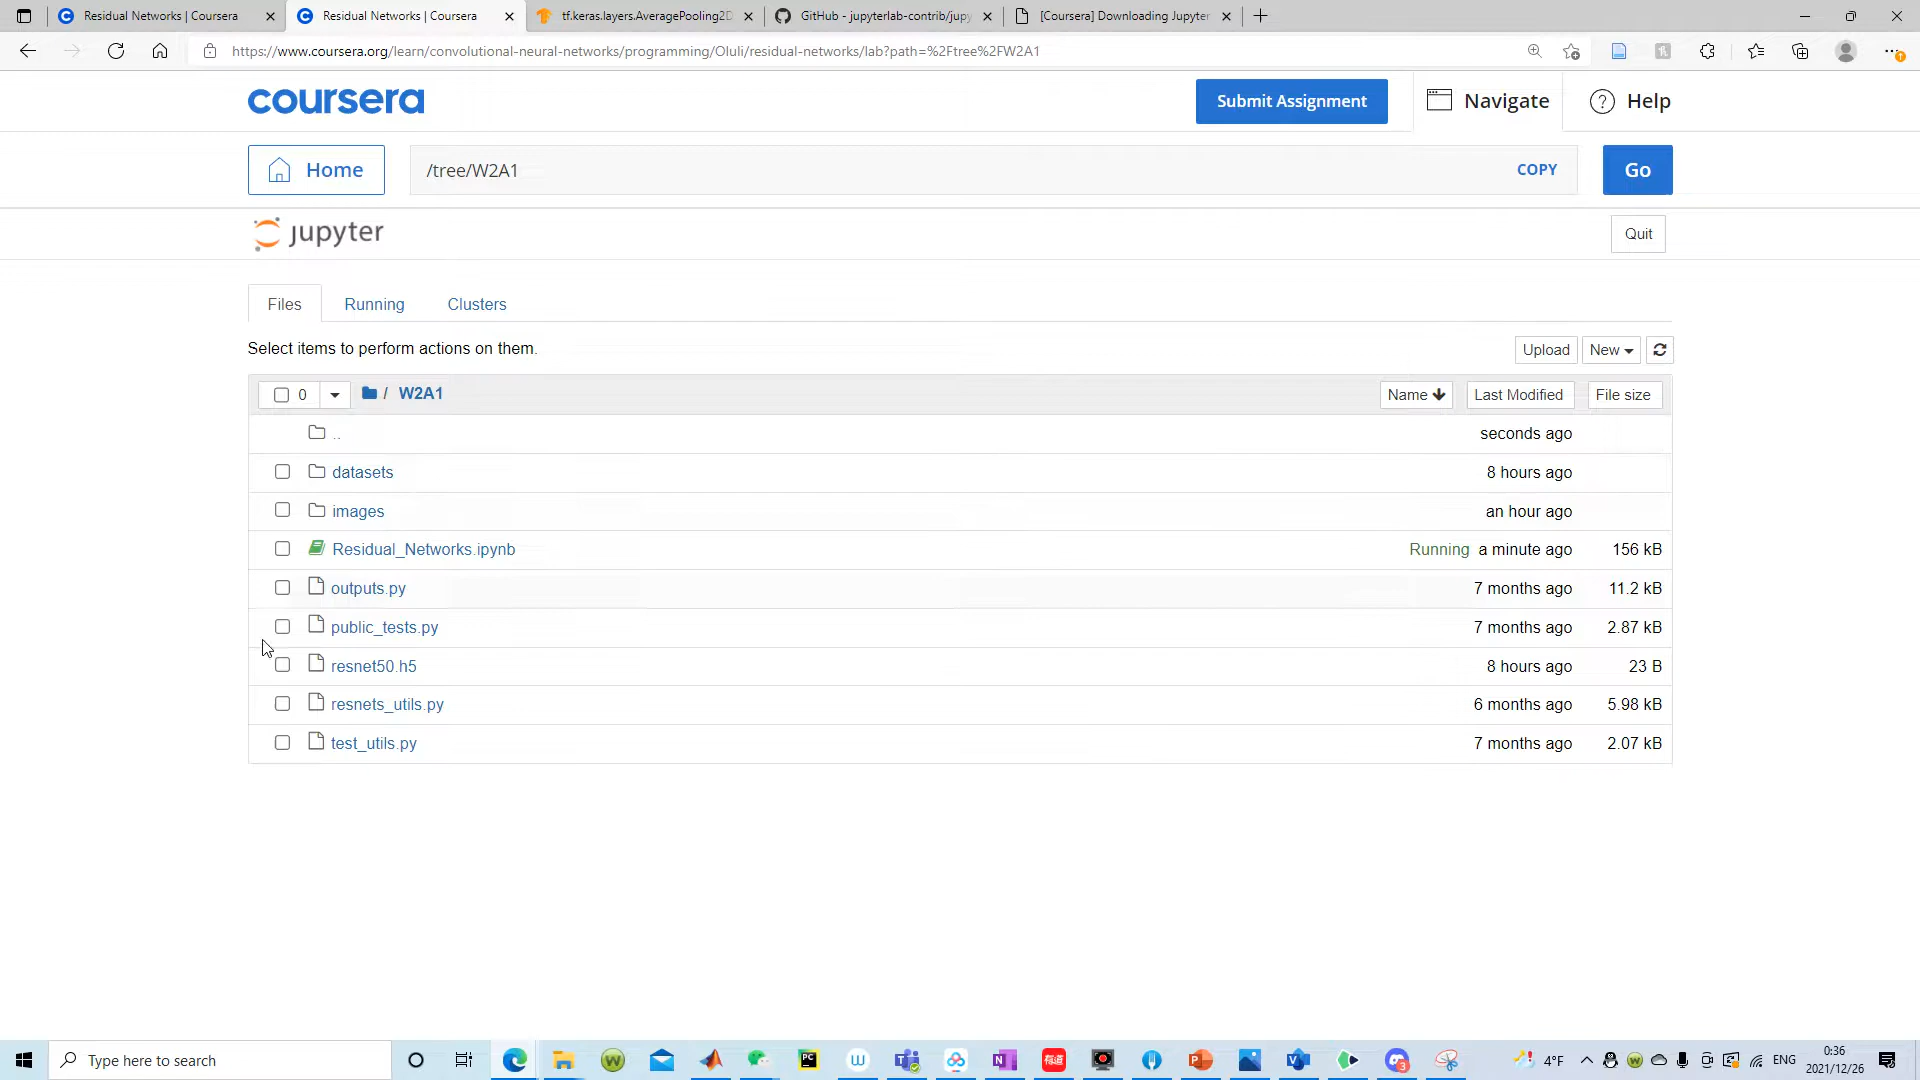 Residual Networks | Coursera
Residual Networks | Coursera
tf.keras.layers.AveragePooling2D
GitHub - jupyterlab-contrib/jupy
[Coursera] Downloading Jupyter
https://www.coursera.org/learn/convolutional-neural-networks/programming/OIuIi/residual-networks/lab?path=%2Ftree%2FW2A1
coursera
Submit Assignment
Navigate
? Help
Home
/tree/W2A1
COPY
Go
jupyter
Quit
Files
Running
Clusters
Select items to perform actions on them.
Upload
New
0
/ W2A1
Name
Last Modified
File size
..
seconds ago
datasets
8 hours ago
images
an hour ago
Residual_Networks.ipynb
Running a minute ago
156 kB
outputs.py
7 months ago
11.2 kB
public_tests.py
7 months ago
2.87 kB
resnet50.h5
8 hours ago
23 B
resnets_utils.py
6 months ago
5.98 kB
test_utils.py
7 months ago
2.07 kB
Type here to search
PC
有道
3
4°F
ENG
0:36
2021/12/26